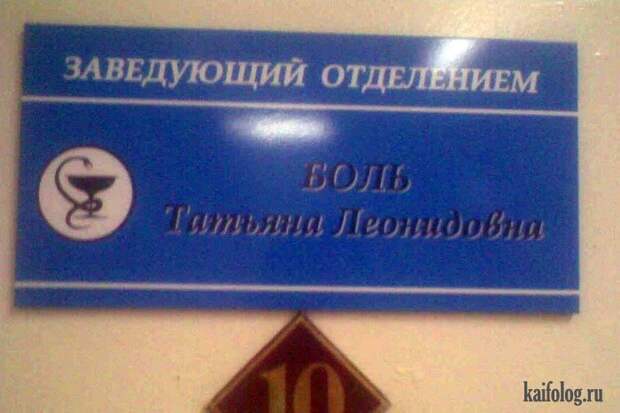 ЗАВЕДУЮЩИЙ ОТДЕЛЕНИЕМ
БОЛЬ
Татьяна Леонидовна
10
kaifolog.ru